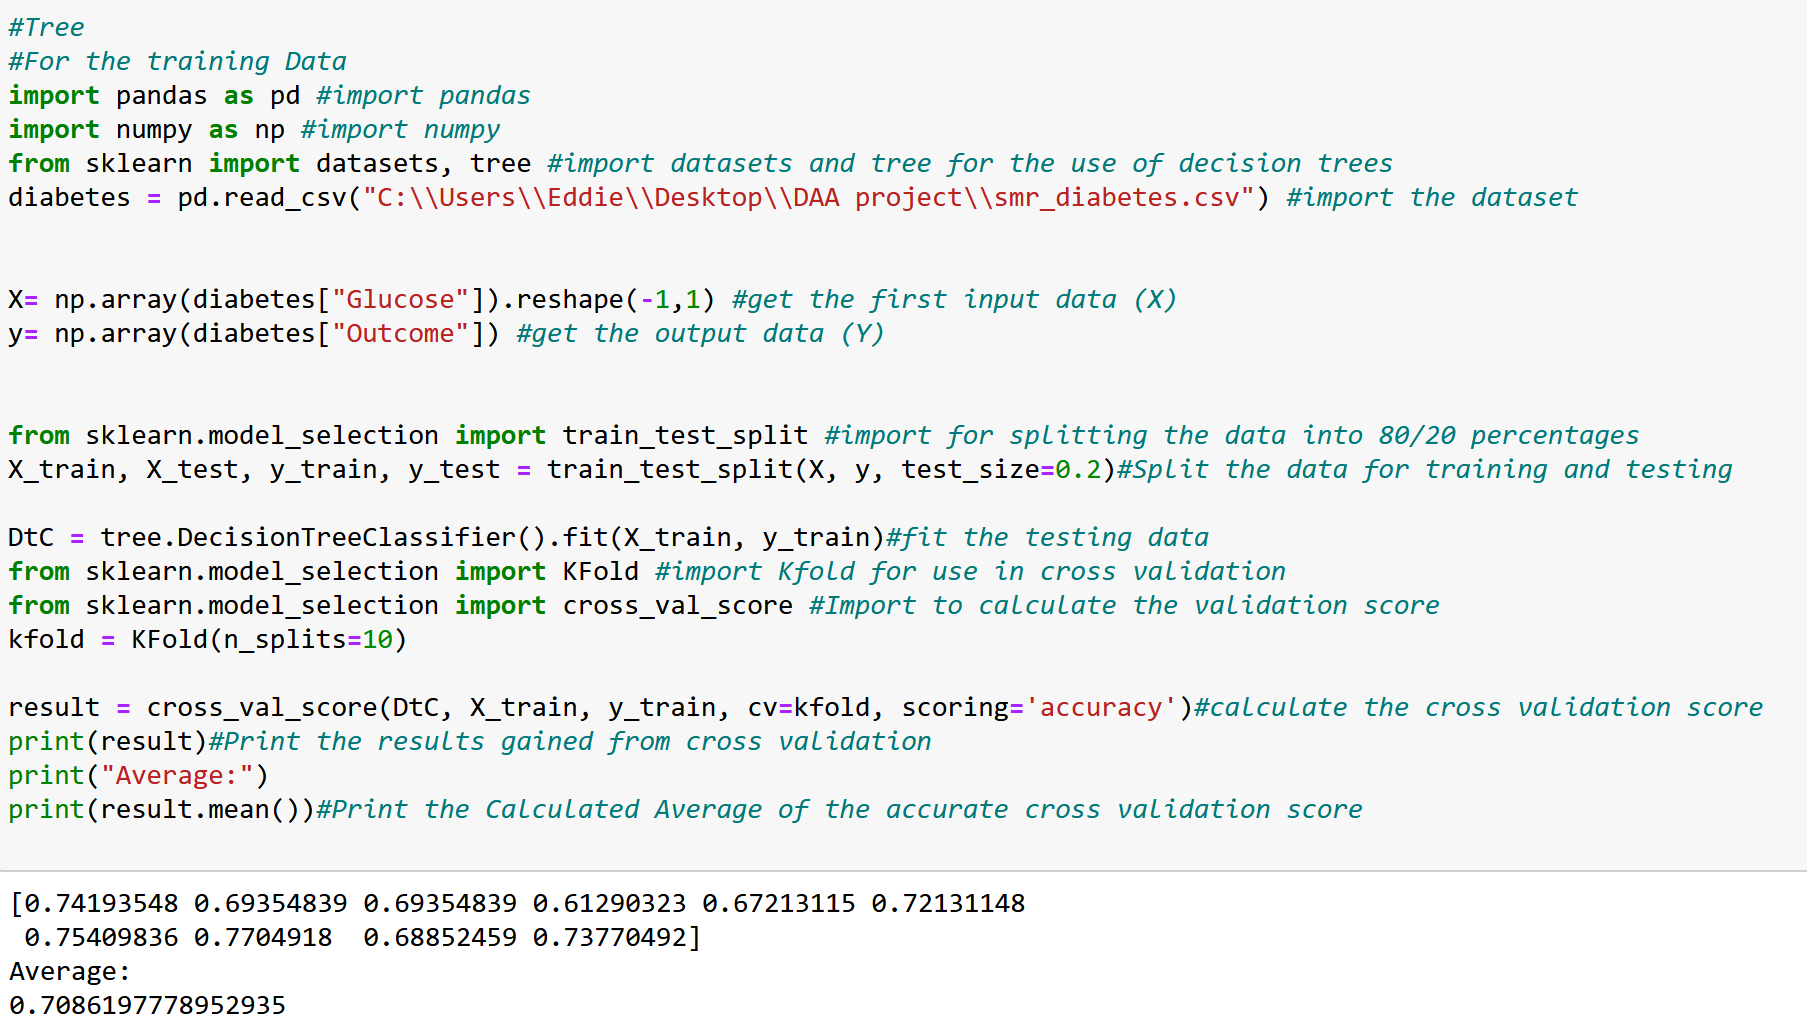 #Tree
#For the training Data
import pandas as pd #import pandas
import numpy as np #import numpy
from sklearn import datasets, tree #import datasets and tree for the use of decision trees
diabetes = pd.read_csv("C:\\Users\\Eddie\\Desktop\\DAA project\\smr_diabetes.csv") #import the dataset
X= np.array(diabetes["Glucose"]).reshape(-1,1) #get the first input data (X)
y= np.array(diabetes["Outcome"]) #get the output data (Y)
from sklearn.model_selection import train_test_split #import for splitting the data into 80/20 percentages
X_train, X_test, y_train, y_test = train_test_split(X, y, test_size=0.2)#Split the data for training and testing
DtC = tree.DecisionTreeClassifier().fit(X_train, y_train)#fit the testing data
from sklearn.model_selection import KFold #import Kfold for use in cross validation
from sklearn.model_selection import cross_val_score #Import to calculate the validation score
kfold = KFold(n_splits=10)
result = cross_val_score(DtC, X_train, y_train, cv=kfold, scoring='accuracy')#calculate the cross validation score
print(result)#Print the results gained from cross validation
print("Average:")
print(result.mean())#Print the Calculated Average of the accurate cross validation score
[0.74193548 0.69354839 0.69354839 0.61290323 0.67213115 0.72131148
 0.75409836 0.7704918  0.68852459 0.73770492]
Average:
0.7086197778952935